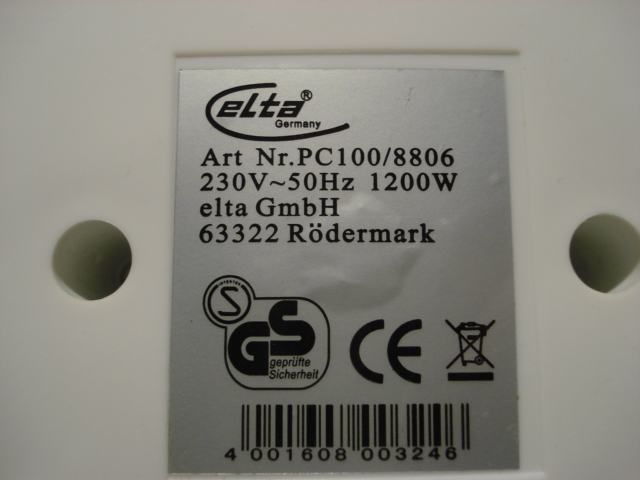 elta®
Germany
Art Nr.PC100/8806
230V~50Hz 1200W
elta GmbH
63322 Rödermark
S
GS
geprüfte
Sicherheit
CE
4 001608 003246